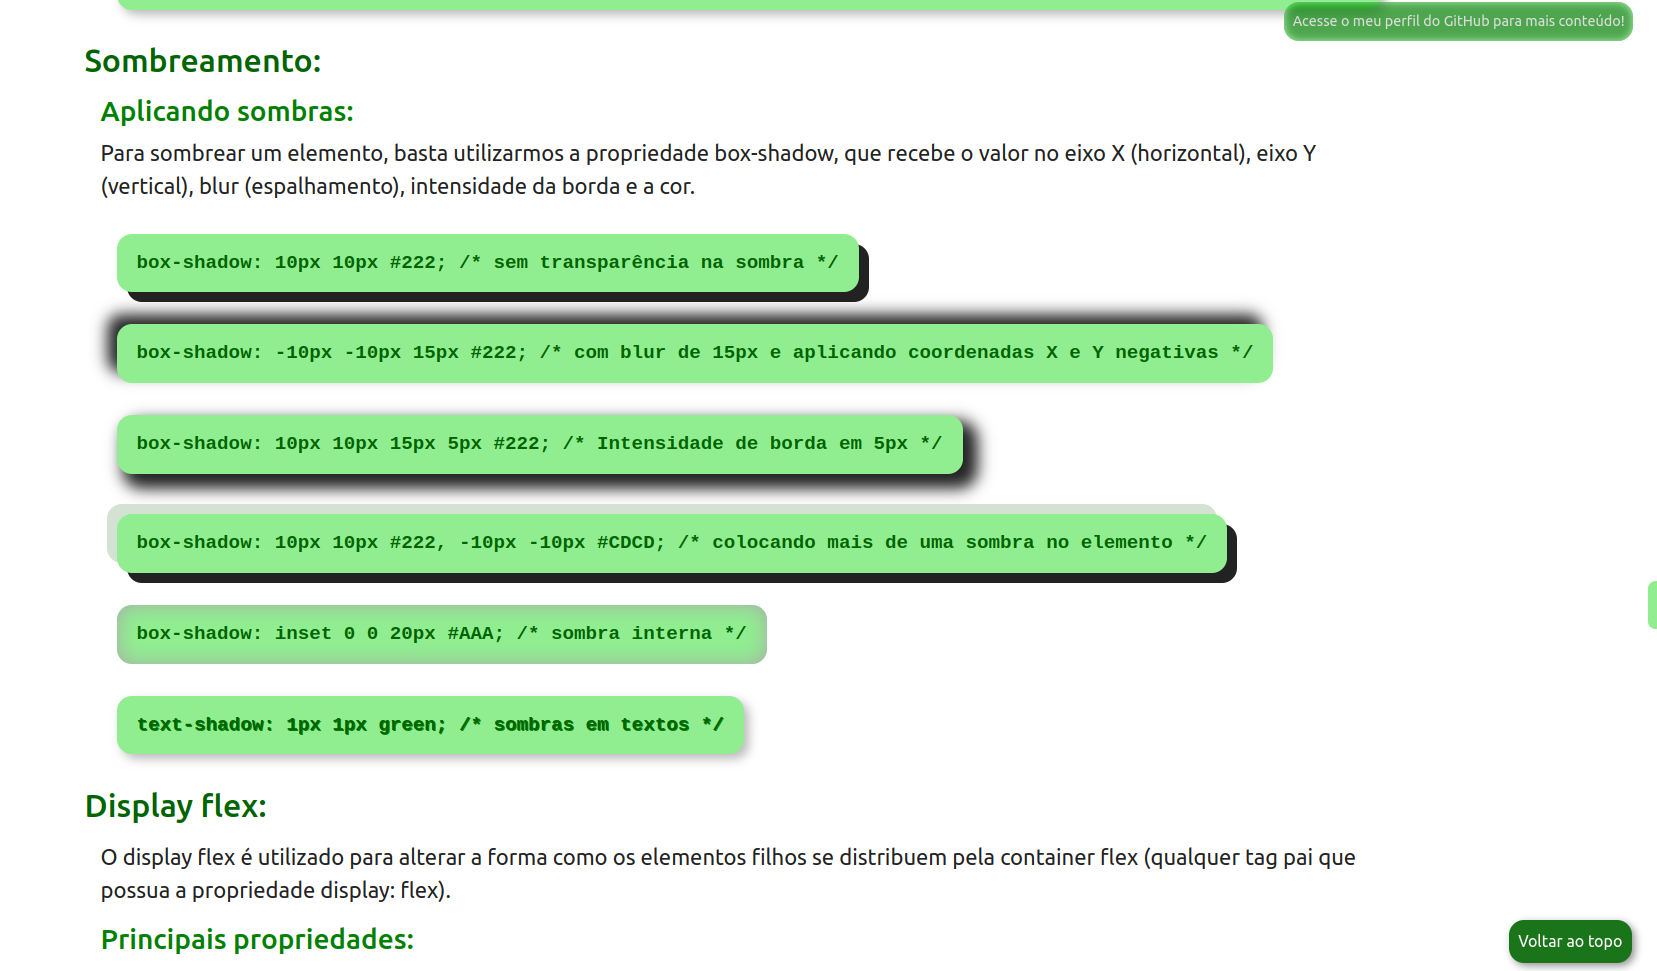 Acesse o meu perfil do GitHub para mais conteúdo!
Sombreamento:
Aplicando sombras:
Para sombrear um elemento, basta utilizarmos a propriedade box-shadow, que recebe o valor no eixo X (horizontal), eixo Y
(vertical), blur (espalhamento), intensidade da borda e a cor.
box-shadow: 10px 10px #222; /* sem transparência na sombra */
box-shadow: -10px -10px 15px #222; /* com blur de 15px e aplicando coordenadas X e Y negativas */
box-shadow: 10px 10px 15px 5px #222; /* Intensidade de borda em 5px */
box-shadow: 10px 10px #222, -10px -10px #CDCD; /* colocando mais de uma sombra no elemento */
box-shadow: inset 0 0 20px #AAA; /* sombra interna */
text-shadow: 1px 1px green; /* sombras em textos */
Display flex:
O display flex é utilizado para alterar a forma como os elementos filhos se distribuem pela container flex (qualquer tag pai que
possua a propriedade display: flex).
Principais propriedades:
Voltar ao topo